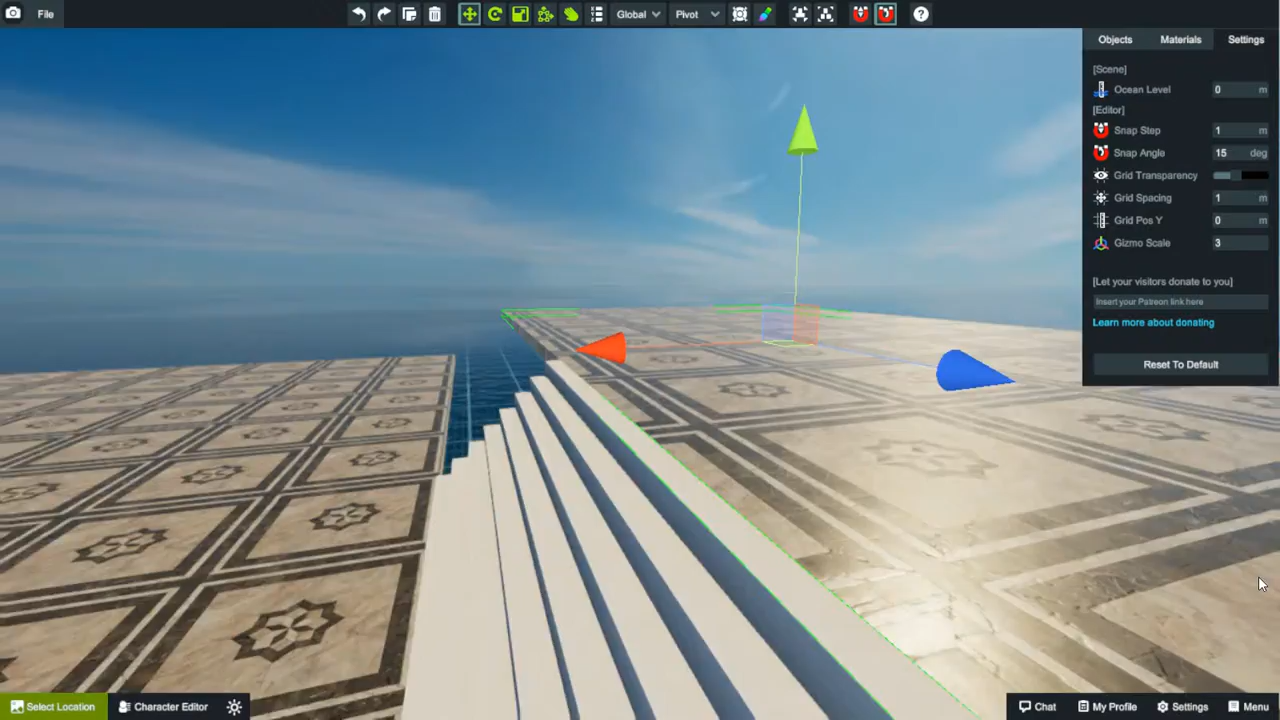 File
Global
Pivot
Objects Materials Settings
[Scene]
Ocean Level 0 m
[Editor]
Snap Step 1 m
Snap Angle 15 deg
Grid Transparency
Grid Spacing 1 m
Grid Pos Y 0 m
Gizmo Scale 3
[Let your visitors donate to you]
Insert your Patreon link here
Learn more about donating
Reset To Default
Select Location Character Editor
Chat My Profile Settings Menu